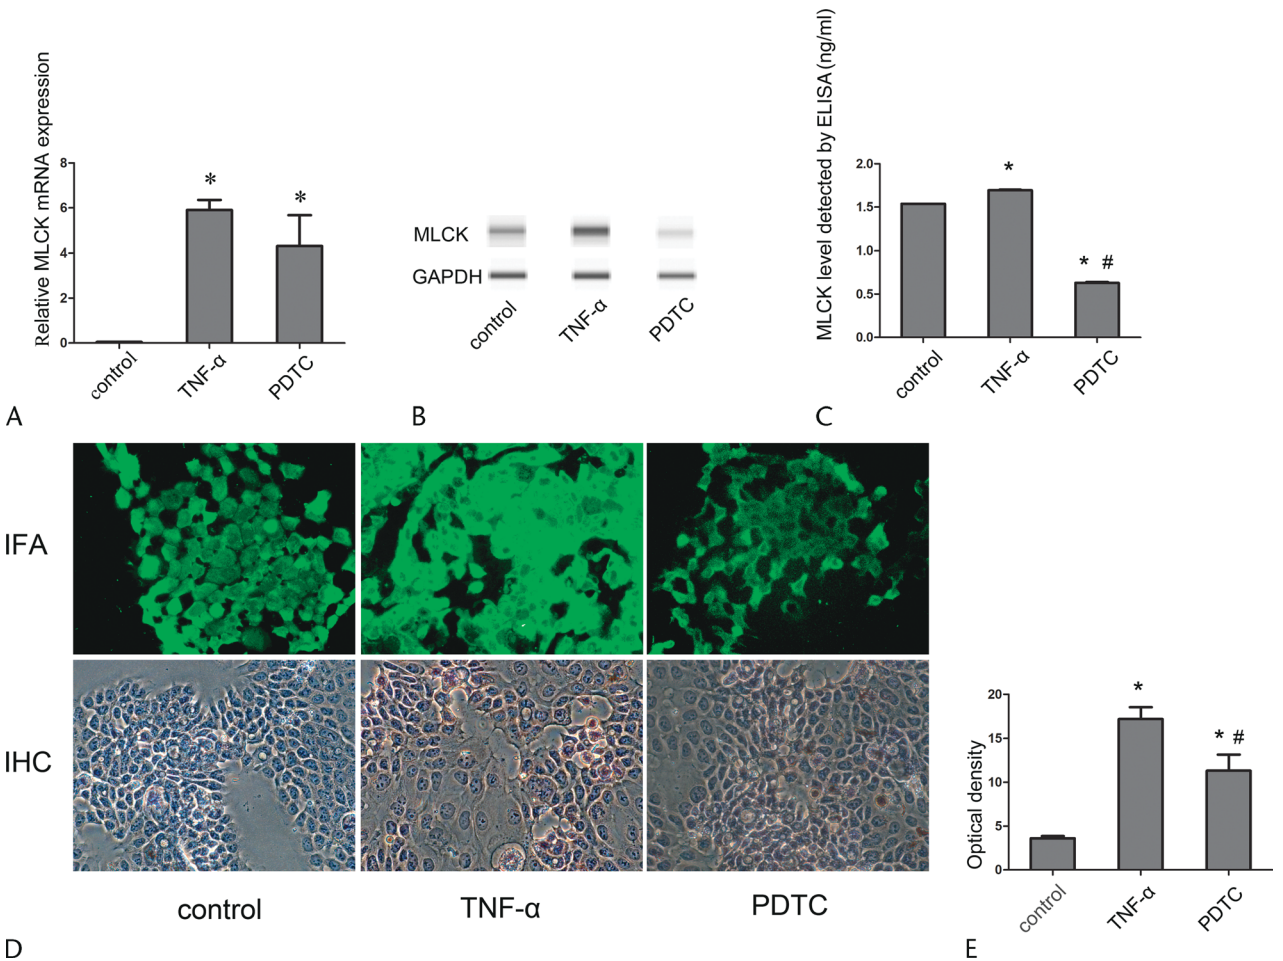 Relative MLCK mRNA expression
8
6
4
2
0
*
*
control
TNF-α
PDTC
A
MLCK
GAPDH
control
TNF-α
PDTC
B
MLCK level detected by ELISA(ng/ml)
2.0
1.5
1.0
0.5
0.0
*
* #
control
TNF-α
PDTC
C
IFA
IHC
control
TNF-α
PDTC
D
Optical density
20
15
10
5
0
*
* #
control
TNF-α
PDTC
E